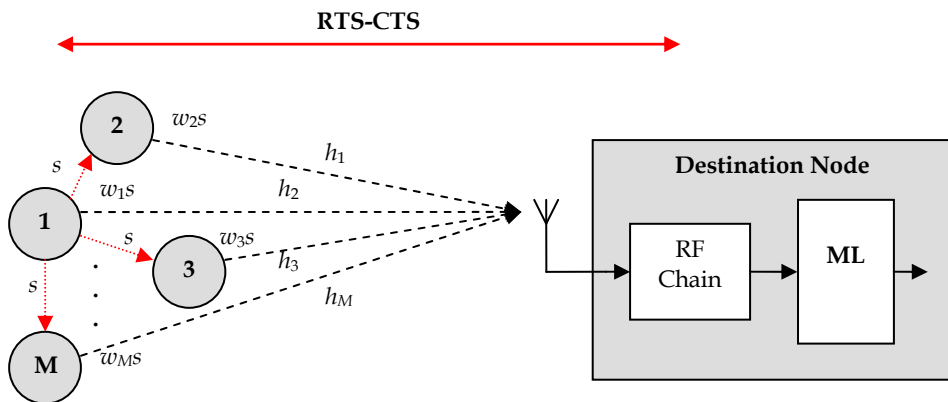 RTS-CTS
2
w2s
s
h1
Destination Node
w1s
h2
1
s
w3s
3
h3
RF
Chain
ML
s
hM
wMs
M